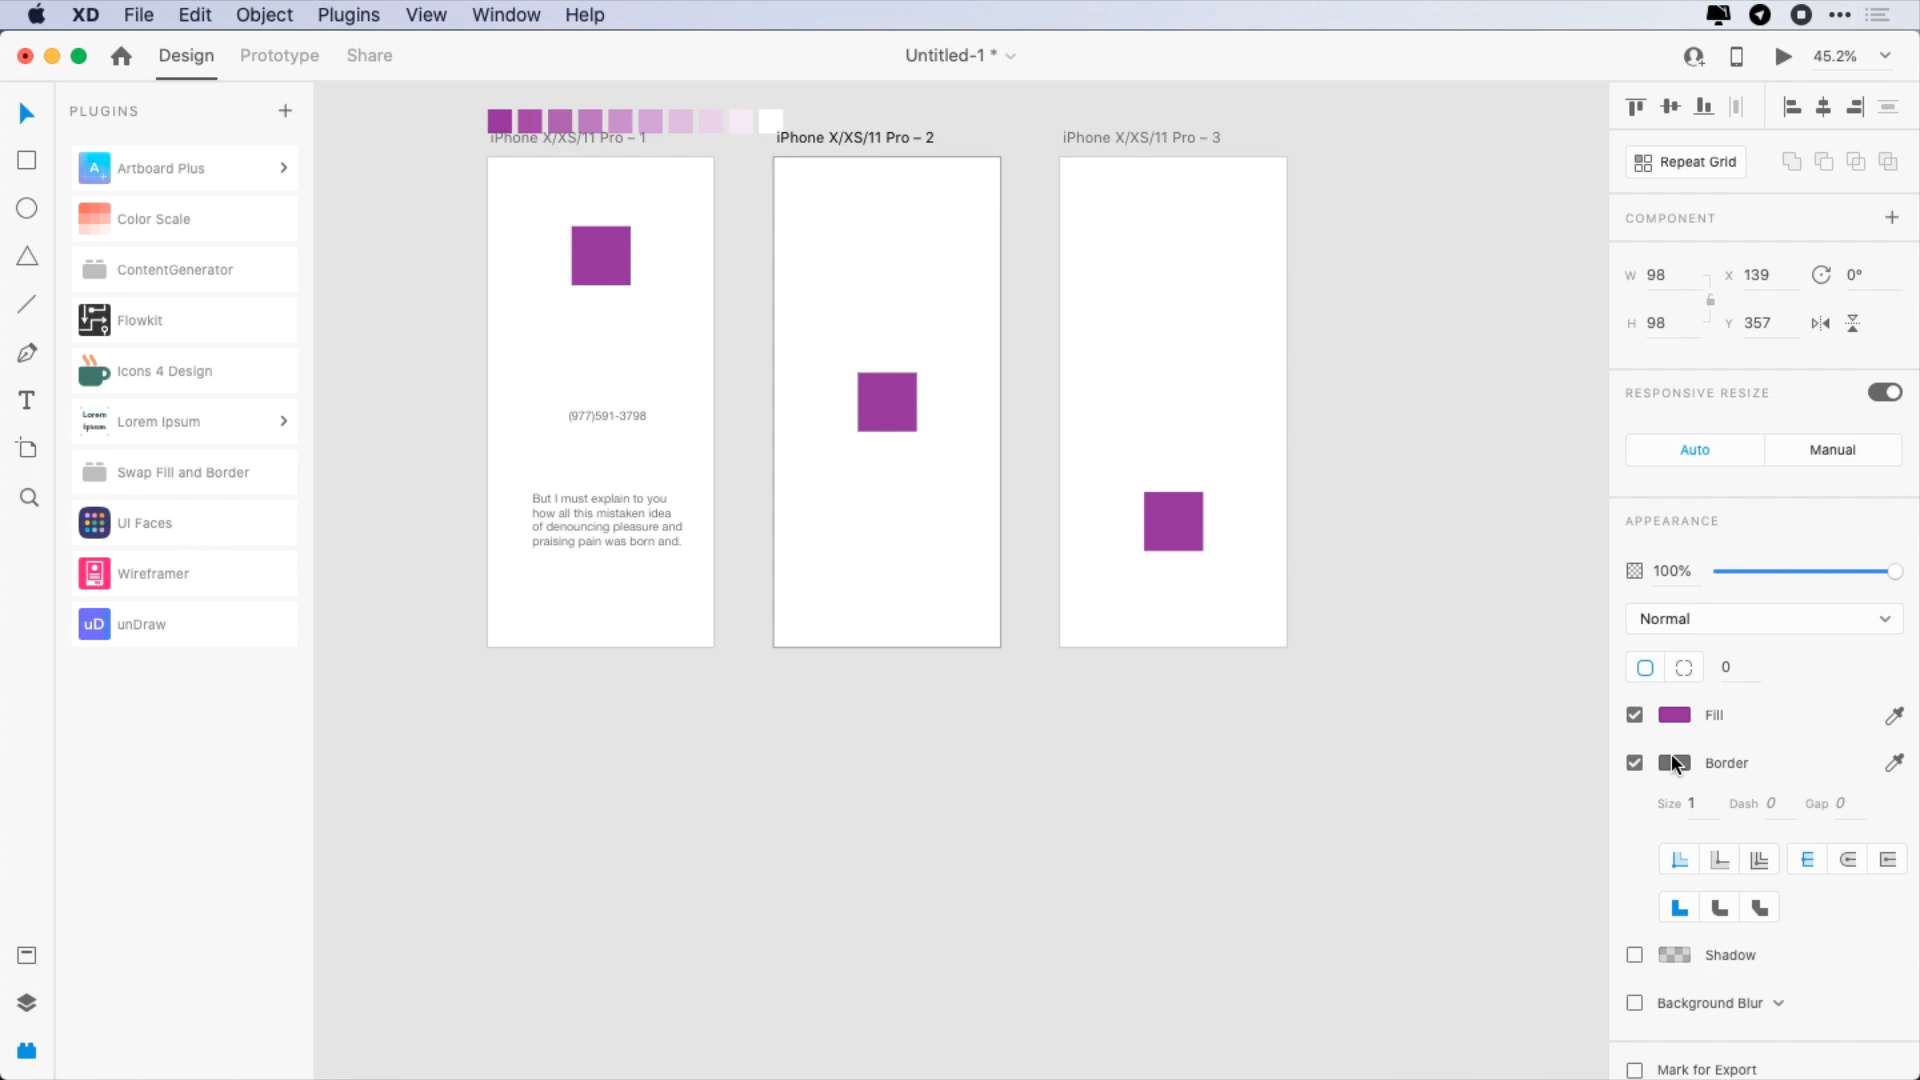 XD File Edit Object Plugins View Window Help
Design Prototype Share
Untitled-1 *
45.2%
PLUGINS
Artboard Plus
Color Scale
ContentGenerator
Flowkit
Icons 4 Design
Lorem Ipsum
Lorem Ipsum
Swap Fill and Border
UI Faces
Wireframer
uD unDraw
iPhone X/XS/11 Pro – 1
(977)591-3798
But I must explain to you
how all this mistaken idea
of denouncing pleasure and
praising pain was born and.
iPhone X/XS/11 Pro – 2
iPhone X/XS/11 Pro – 3
Repeat Grid
COMPONENT
W 98 X 139 0°
H 98 Y 357
RESPONSIVE RESIZE
Auto Manual
APPEARANCE
100%
Normal
0
Fill
Border
Size 1 Dash 0 Gap 0
Shadow
Background Blur
Mark for Export